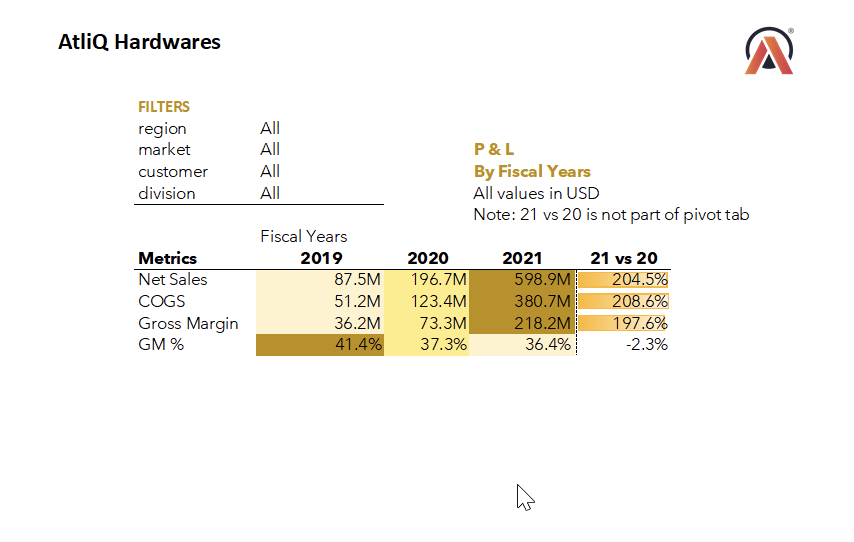 AtliQ Hardwares
®
FILTERS
region All
market All
customer All
division All
P & L
By Fiscal Years
All values in USD
Note: 21 vs 20 is not part of pivot tab
Fiscal Years
Metrics 2019 2020 2021 21 vs 20
Net Sales 87.5M 196.7M 598.9M 204.5%
COGS 51.2M 123.4M 380.7M 208.6%
Gross Margin 36.2M 73.3M 218.2M 197.6%
GM % 41.4% 37.3% 36.4% -2.3%